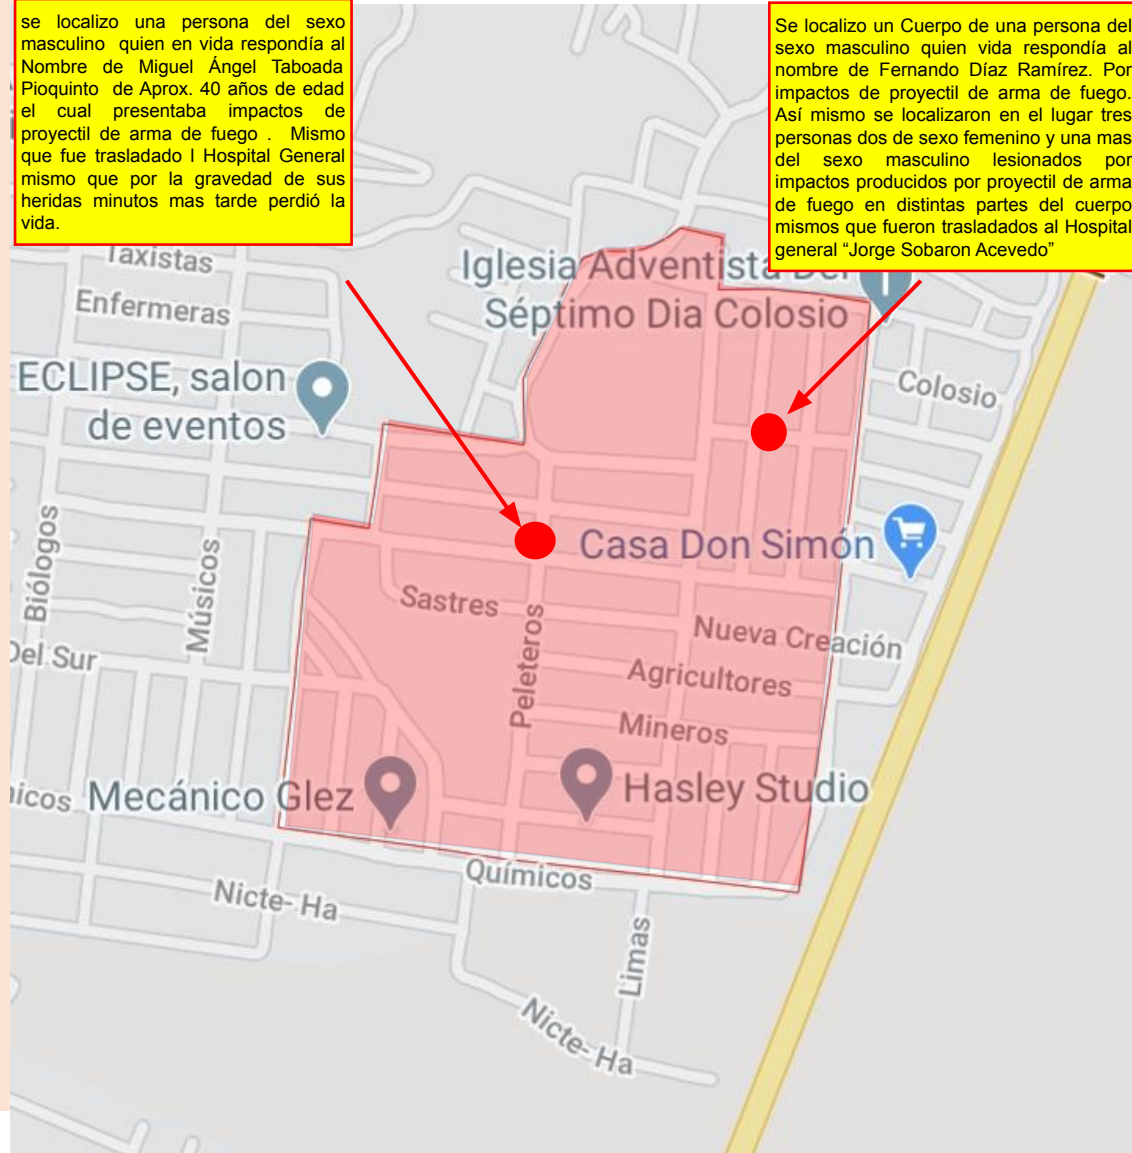 se localizo una persona del sexo
masculino quien en vida respondía al
Nombre de Miguel Ángel Taboada
Pioquinto de Aprox. 40 años de edad
el cual presentaba impactos de
proyectil de arma de fuego . Mismo
que fue trasladado l Hospital General
mismo que por la gravedad de sus
heridas minutos mas tarde perdió la
vida.
Se localizo un Cuerpo de una persona del
sexo masculino quien vida respondía al
nombre de Fernando Díaz Ramírez. Por
impactos de proyectil de arma de fuego.
Así mismo se localizaron en el lugar tres
personas dos de sexo femenino y una mas
del sexo masculino lesionados por
impactos producidos por proyectil de arma
de fuego en distintas partes del cuerpo
mismos que fueron trasladados al Hospital
general “Jorge Sobaron Acevedo”
Taxistas
Iglesia Adventista Del
Séptimo Dia Colosio
Enfermeras
ECLIPSE, salon
de eventos
Colosio
Biólogos
Músicos
Casa Don Simón
Sastres
Peleteros
Nueva Creación
Del Sur
Agricultores
Mineros
icos
Mecánico Glez
Hasley Studio
Químicos
Nicte- Ha
Limas
Nicte- Ha